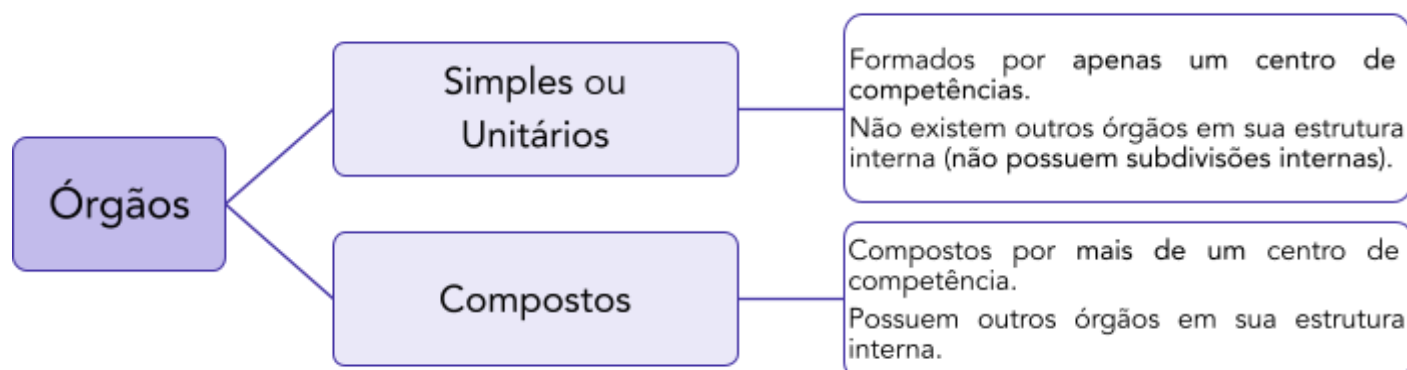 Órgãos
Simples ou
Unitários
Formados por apenas um centro de
competências.
Não existem outros órgãos em sua estrutura
interna (não possuem subdivisões internas).
Compostos
Compostos por mais de um centro de
competência.
Possuem outros órgãos em sua estrutura
interna.